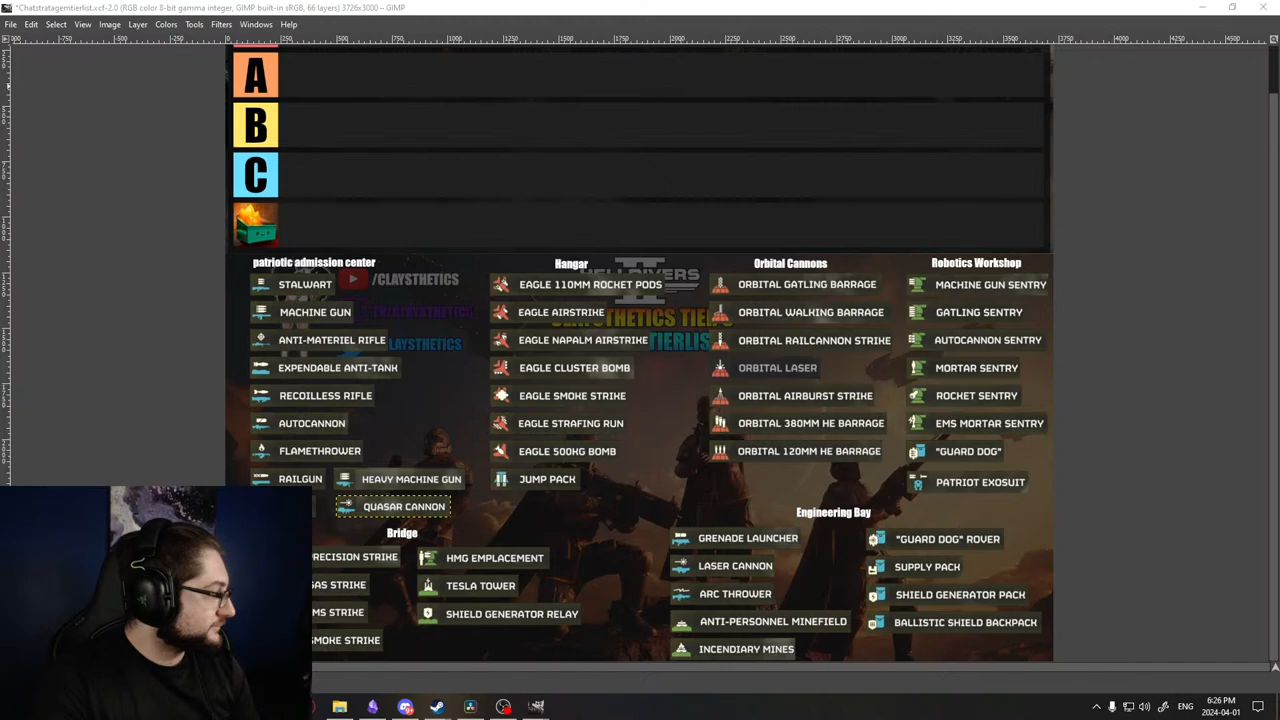 *Chatstratagemtierlist.xcf-2.0 (RGB color 8-bit gamma integer, GIMP built-in sRGB, 66 layers) 3726x3000 – GIMP
File Edit Select View Image Layer Colors Tools Filters Windows Help
A
B
C
patriotic admission center
STALWART
MACHINE GUN
ANTI-MATERIEL RIFLE
EXPENDABLE ANTI-TANK
RECOILLESS RIFLE
AUTOCANNON
FLAMETHROWER
RAILGUN
HEAVY MACHINE GUN
QUASAR CANNON
/CLAYSTHETICS
LAYSTHETICS
Hangar
EAGLE 110MM ROCKET PODS
EAGLE AIRSTRIKE
EAGLE NAPALM AIRSTRIKE
EAGLE CLUSTER BOMB
EAGLE SMOKE STRIKE
EAGLE STRAFING RUN
EAGLE 500KG BOMB
JUMP PACK
TIERLIS
Orbital Cannons
ORBITAL GATLING BARRAGE
ORBITAL WALKING BARRAGE
ORBITAL RAILCANNON STRIKE
ORBITAL LASER
ORBITAL AIRBURST STRIKE
ORBITAL 380MM HE BARRAGE
ORBITAL 120MM HE BARRAGE
Robotics Workshop
MACHINE GUN SENTRY
GATLING SENTRY
AUTOCANNON SENTRY
MORTAR SENTRY
ROCKET SENTRY
EMS MORTAR SENTRY
"GUARD DOG"
PATRIOT EXOSUIT
Bridge
PRECISION STRIKE
GAS STRIKE
MS STRIKE
SMOKE STRIKE
HMG EMPLACEMENT
TESLA TOWER
SHIELD GENERATOR RELAY
Engineering Bay
GRENADE LAUNCHER
LASER CANNON
ARC THROWER
ANTI-PERSONNEL MINEFIELD
INCENDIARY MINES
"GUARD DOG" ROVER
SUPPLY PACK
SHIELD GENERATOR PACK
BALLISTIC SHIELD BACKPACK
ENG
6:26 PM
2024-04-01